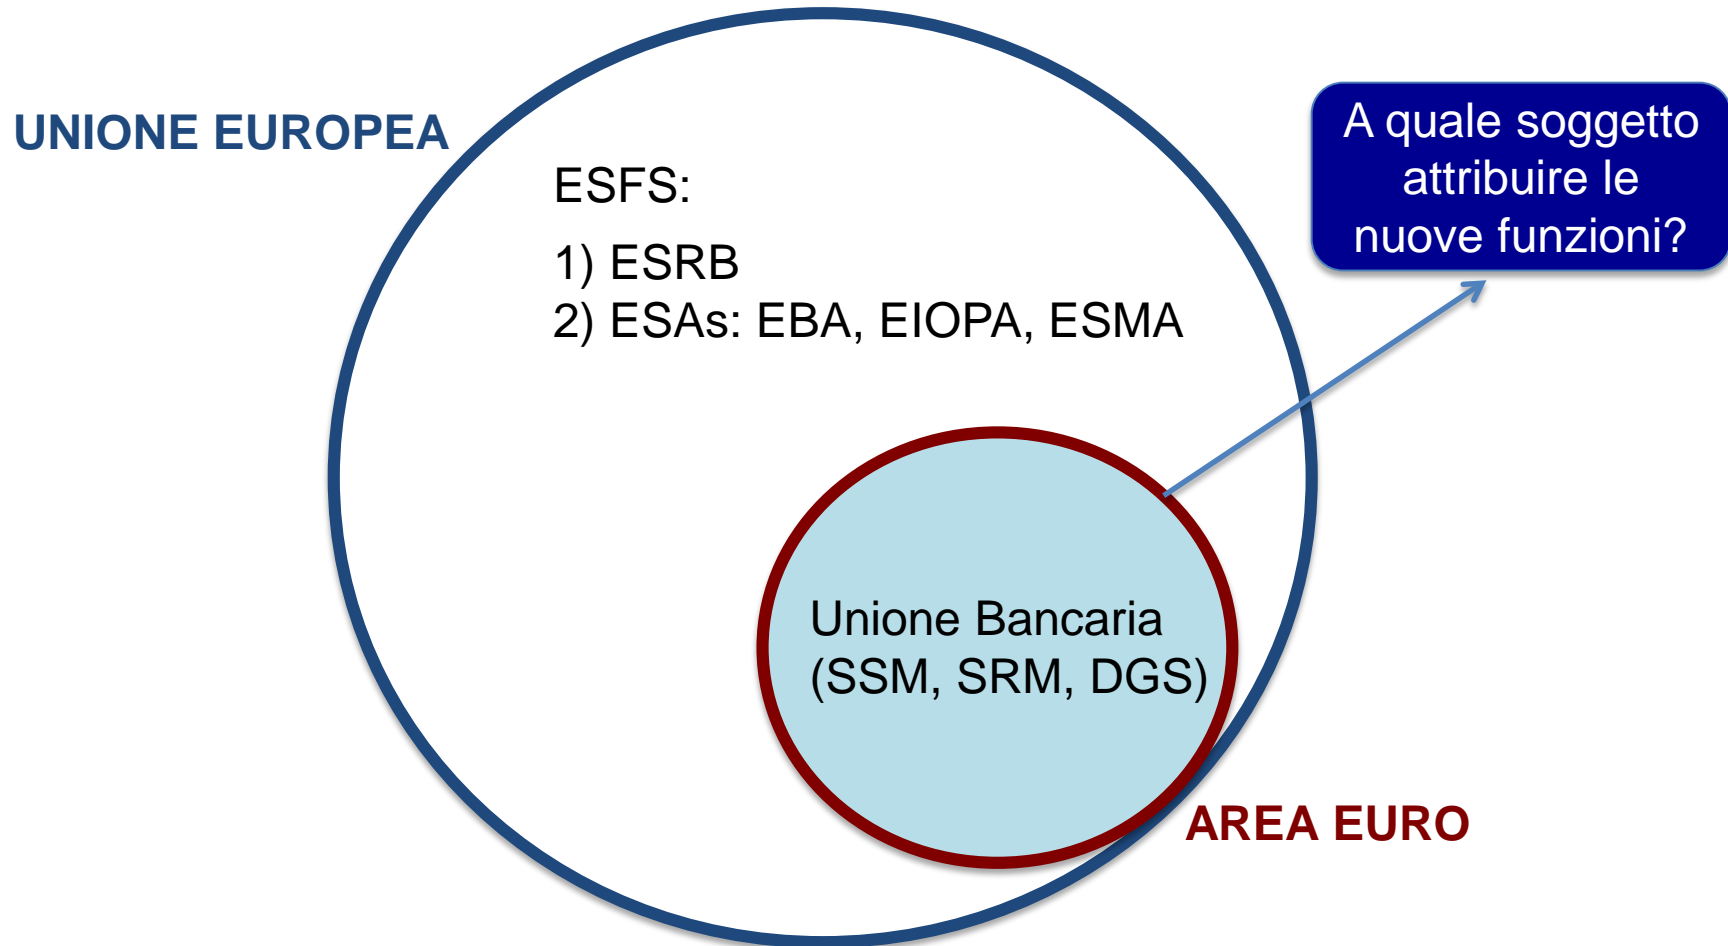 UNIONE EUROPEA
A quale soggetto
attribuire le
nuove funzioni?
ESFS:
1) ESRB
2) ESAs: EBA, EIOPA, ESMA
Unione Bancaria
(SSM, SRM, DGS)
AREA EURO